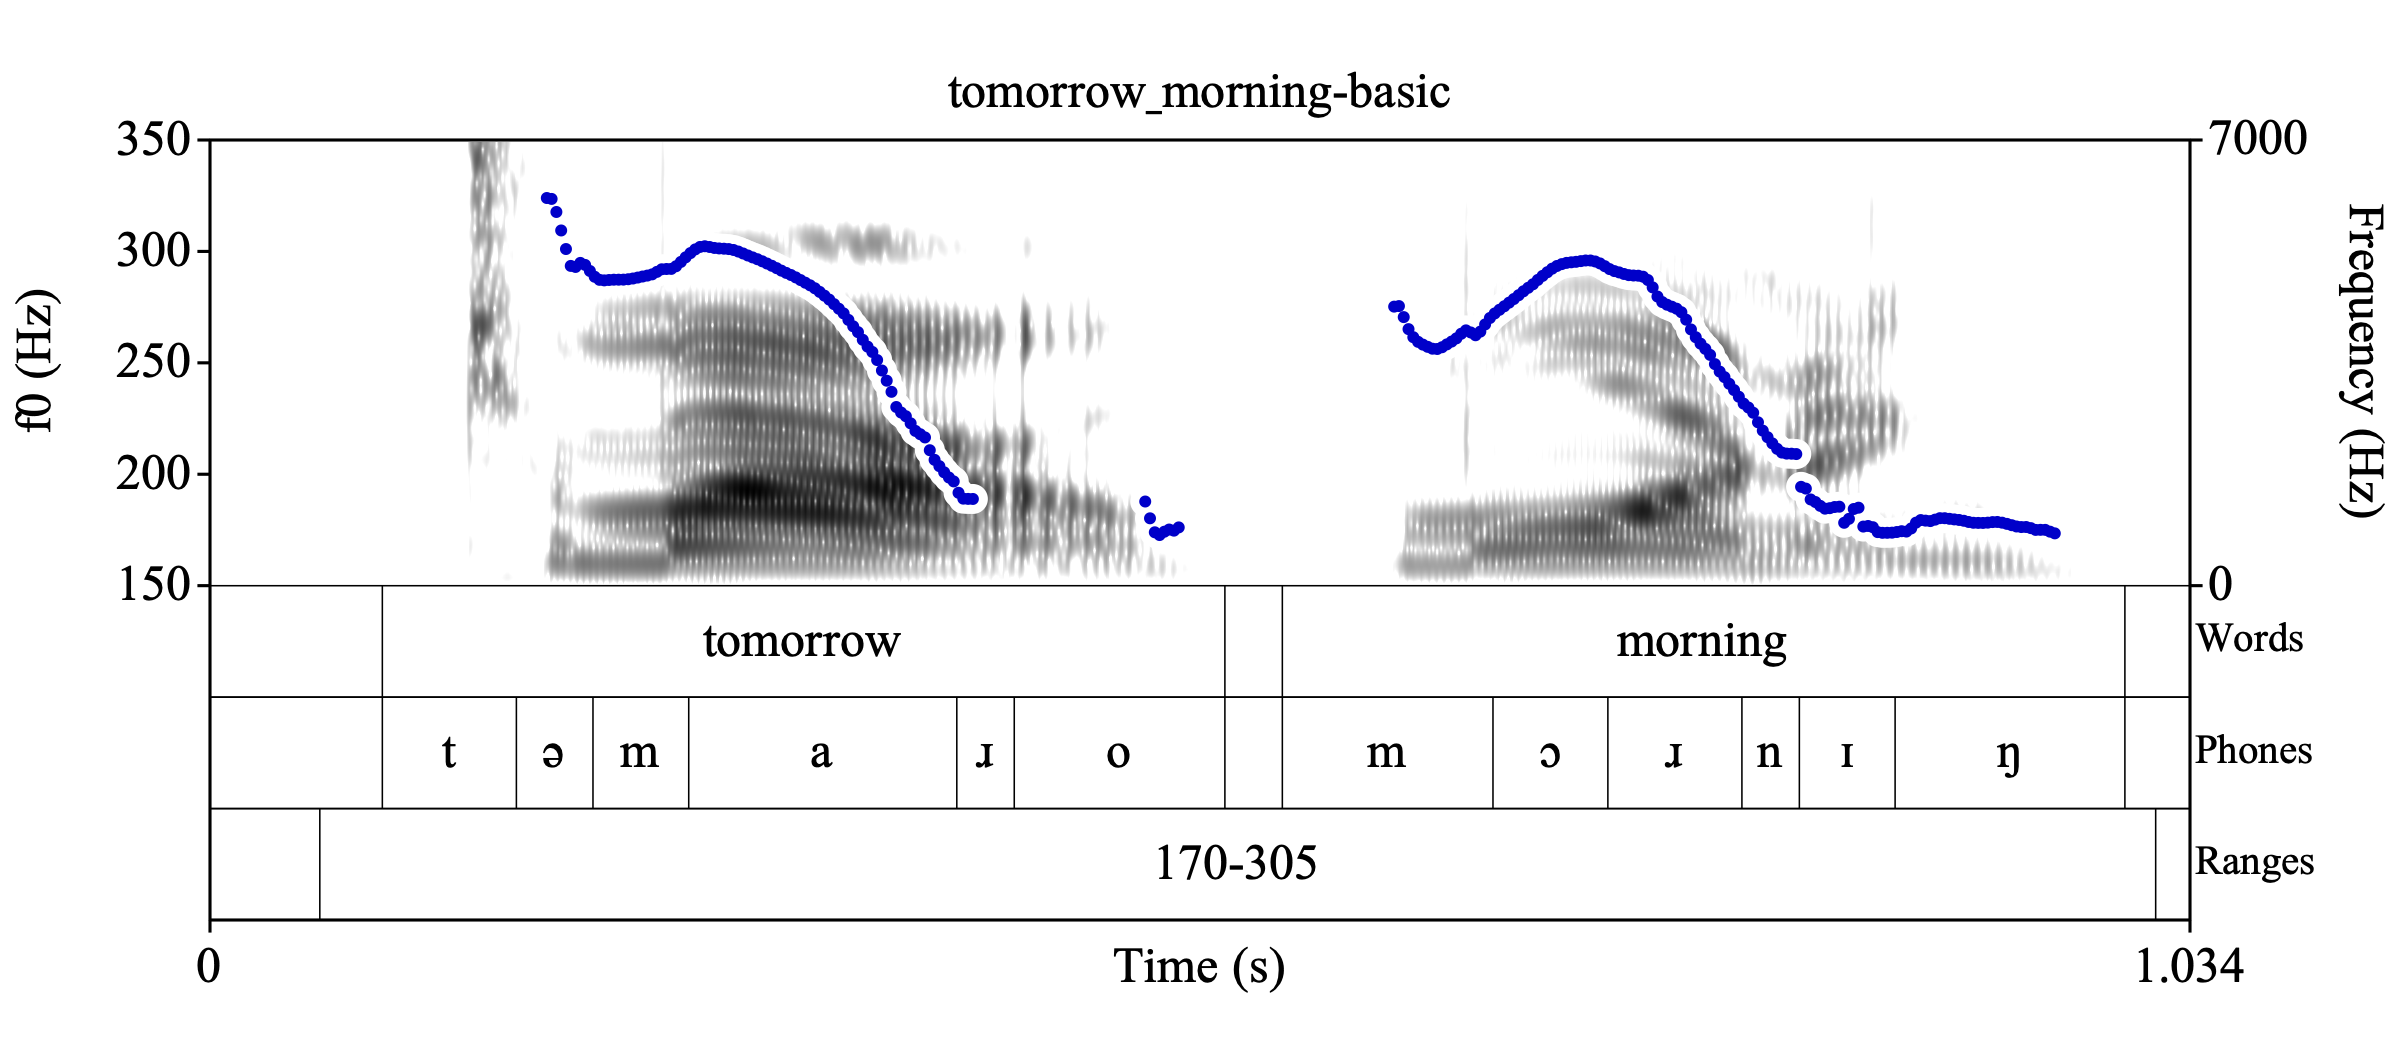 tomorrow_morning-basic
350
300
250
200
150
f0 (Hz)
7000
0
Frequency (Hz)
tomorrow morning Words
t ə m a ɹ o m ɔ ɹ n ɪ ŋ Phones
170-305 Ranges
0 Time (s) 1.034